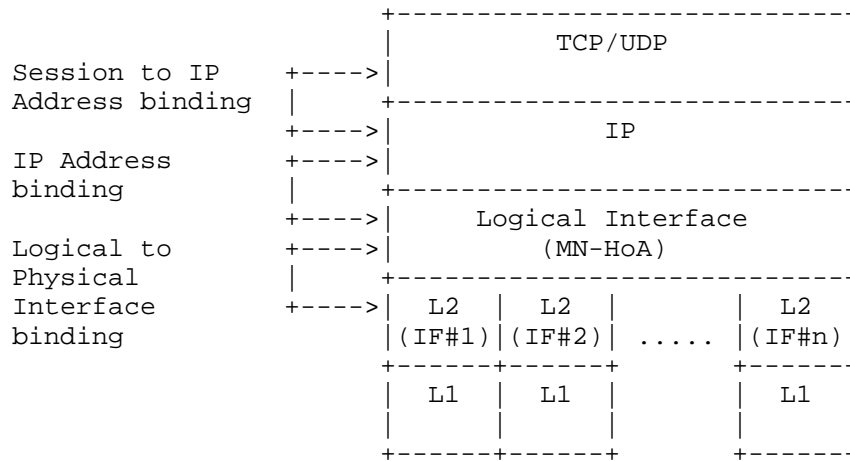 TCP/UDP
Session to IP
Address binding
IP
IP Address
binding
Logical Interface
Logical to (MN-HoA)
Physical
Interface L2 L2 L2
binding (IF#1) (IF#2) ..... (IF#n)
L1 L1 L1